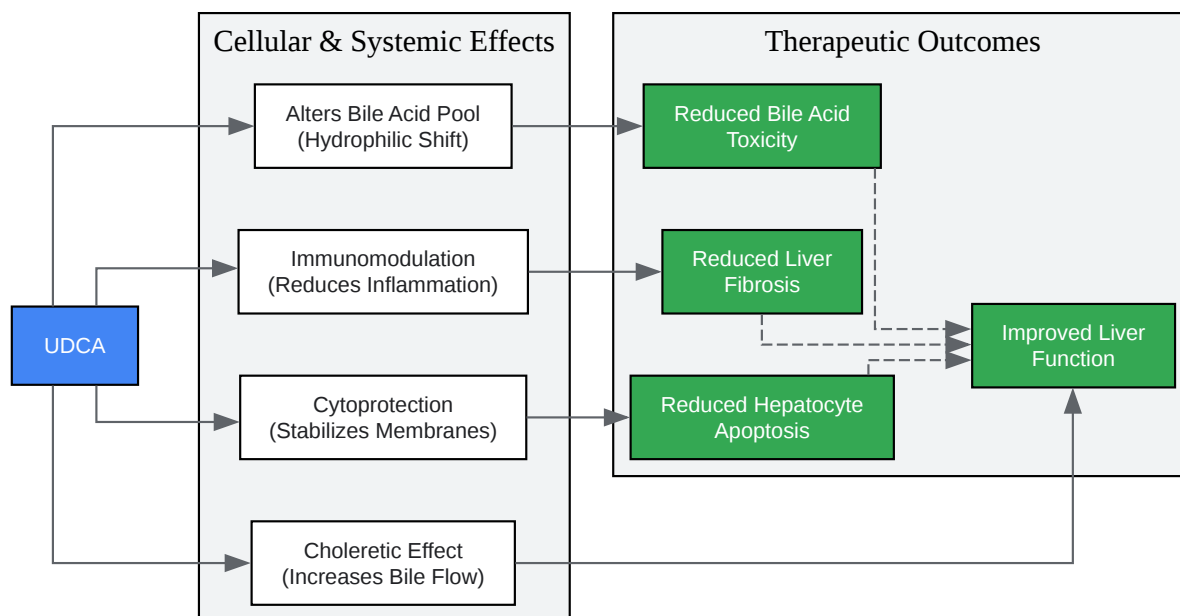 Cellular & Systemic Effects
Therapeutic Outcomes
Alters Bile Acid Pool
(Hydrophilic Shift)
Reduced Bile Acid
Toxicity
Immunomodulation
(Reduces Inflammation)
Reduced Liver
Fibrosis
UDCA
Improved Liver
Function
Cytoprotection
(Stabilizes Membranes)
Reduced Hepatocyte
Apoptosis
Choleretic Effect
(Increases Bile Flow)